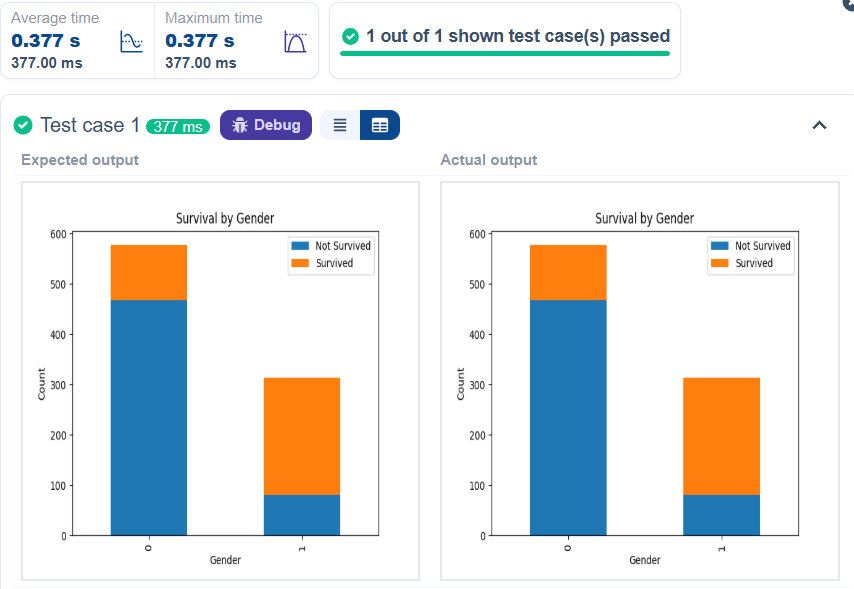 Average time
0.377 s
377.00 ms
Maximum time
0.377 s
377.00 ms
1 out of 1 shown test case(s) passed
Test case 1 377 ms Debug
Expected output
Actual output
Survival by Gender
Not Survived
Survived
600
500
400
300
200
100
0
Count
0 1
Gender
Survival by Gender
Not Survived
Survived
600
500
400
300
200
100
0
Count
0 1
Gender